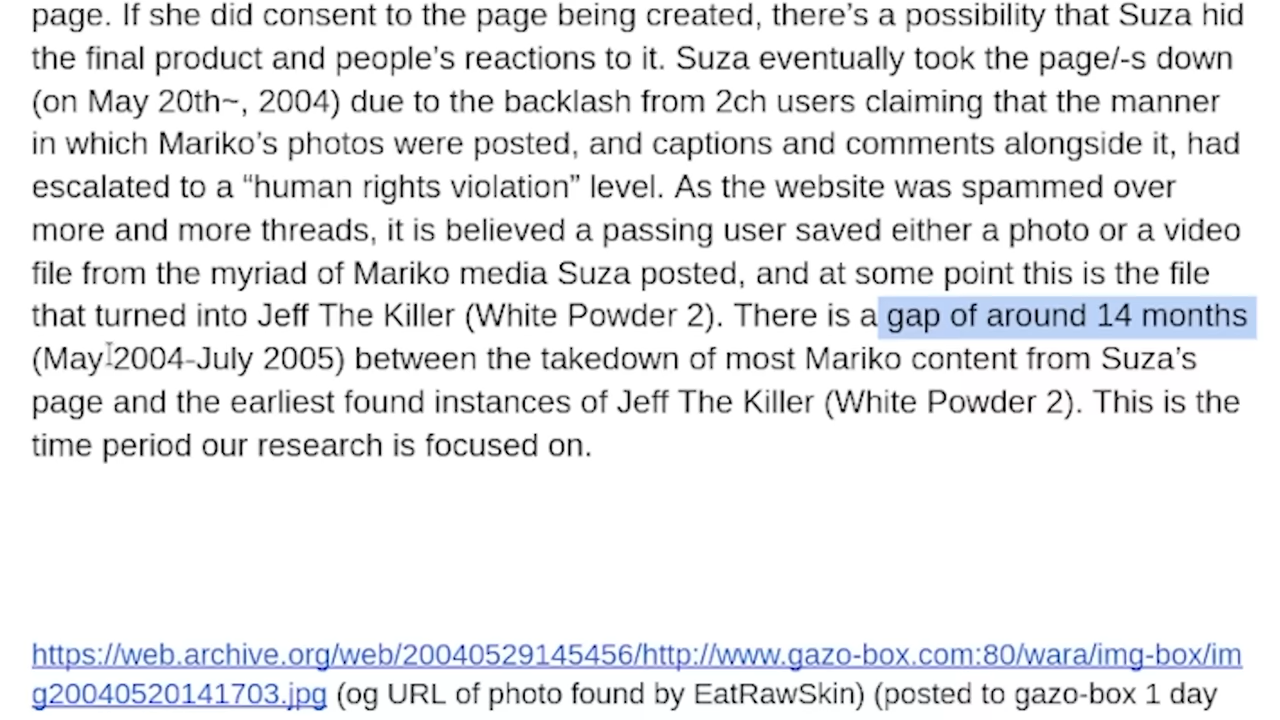 page. If she did consent to the page being created, there’s a possibility that Suza hid
the final product and people’s reactions to it. Suza eventually took the page/-s down
(on May 20th~, 2004) due to the backlash from 2ch users claiming that the manner
in which Mariko’s photos were posted, and captions and comments alongside it, had
escalated to a “human rights violation” level. As the website was spammed over
more and more threads, it is believed a passing user saved either a photo or a video
file from the myriad of Mariko media Suza posted, and at some point this is the file
that turned into Jeff The Killer (White Powder 2). There is a gap of around 14 months
(May 2004-July 2005) between the takedown of most Mariko content from Suza’s
page and the earliest found instances of Jeff The Killer (White Powder 2). This is the
time period our research is focused on.
https://web.archive.org/web/20040529145456/http://www.gazo-box.com:80/wara/img-box/im
g20040520141703.jpg (og URL of photo found by EatRawSkin) (posted to gazo-box 1 day